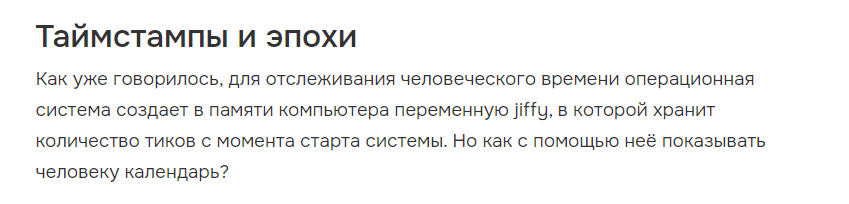 Таймстампы и эпохи
Как уже говорилось, для отслеживания человеческого времени операционная
система создает в памяти компьютера переменную jiffy, в которой хранит
количество тиков с момента старта системы. Но как с помощью неё показывать
человеку календарь?